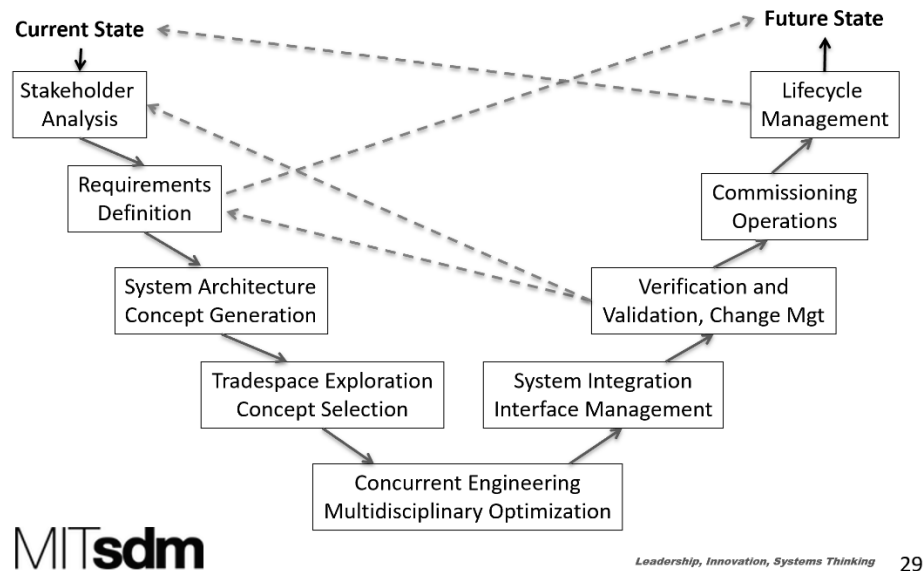 Current State
Future State
Stakeholder
Analysis
Lifecycle
Management
Requirements
Definition
Commissioning
Operations
System Architecture
Concept Generation
Verification and
Validation, Change Mgt
Tradespace Exploration
Concept Selection
System Integration
Interface Management
Concurrent Engineering
Multidisciplinary Optimization
MITsdm
Leadership, Innovation, Systems Thinking 29